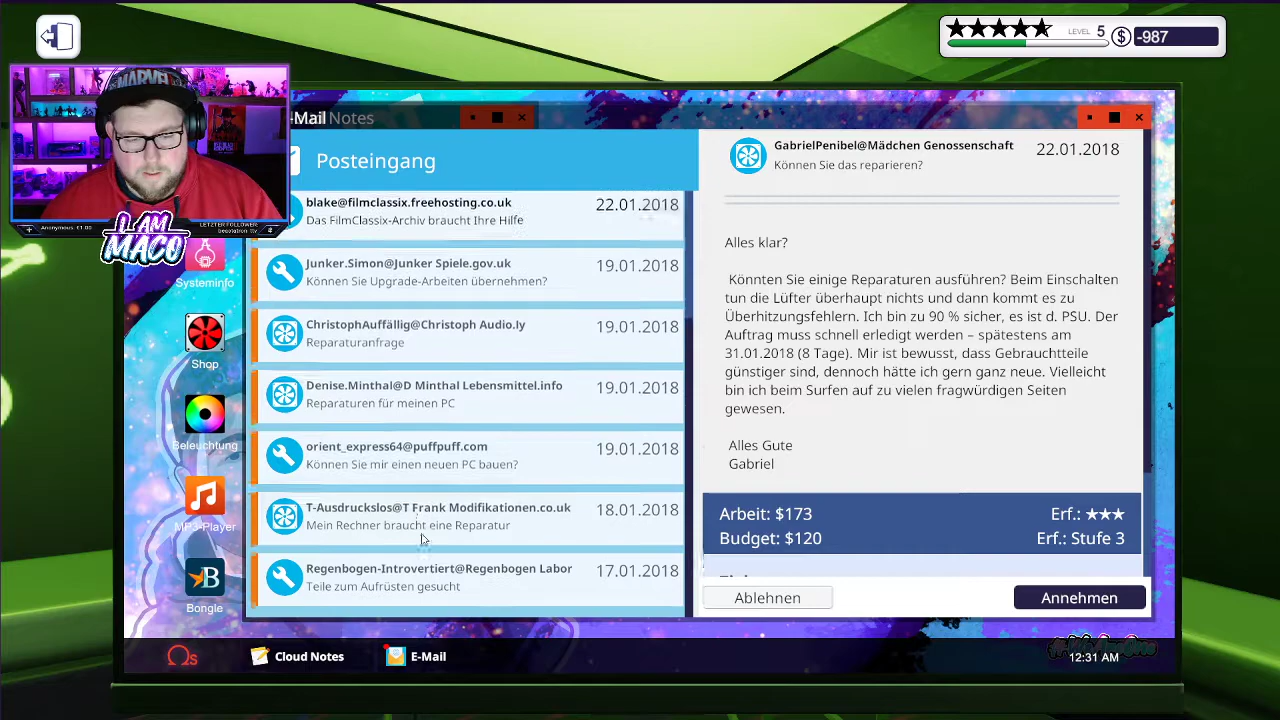 LEVEL 5
$ -987
MARVEL
I AM
MACO
Anonymous: €1.00
LETZTER FOLLOWER:
-Mail Notes
Posteingang
blake@filmclassix.freehosting.co.uk 22.01.2018
Das FilmClassix-Archiv braucht Ihre Hilfe
Junker.Simon@Junker Spiele.gov.uk 19.01.2018
Können Sie Upgrade-Arbeiten übernehmen?
ChristophAuffällig@Christoph Audio.ly 19.01.2018
Reparaturanfrage
Denise.Minthal@D Minthal Lebensmittel.info 19.01.2018
Reparaturen für meinen PC
orient_express64@puffpuff.com 19.01.2018
Können Sie mir einen neuen PC bauen?
T-Ausdruckslos@T Frank Modifikationen.co.uk 18.01.2018
Mein Rechner braucht eine Reparatur
Regenbogen-Introvertiert@Regenbogen Labor 17.01.2018
Teile zum Aufrüsten gesucht
Systeminfo
Shop
Beleuchtung
MP3-Player
Bongle
GabrielPenibel@Mädchen Genossenschaft 22.01.2018
Können Sie das reparieren?
Alles klar?
Könnten Sie einige Reparaturen ausführen? Beim Einschalten
tun die Lüfter überhaupt nichts und dann kommt es zu
Überhitzungsfehlern. Ich bin zu 90 % sicher, es ist d. PSU. Der
Auftrag muss schnell erledigt werden – spätestens am
31.01.2018 (8 Tage). Mir ist bewusst, dass Gebrauchtteile
günstiger sind, dennoch hätte ich gern ganz neue. Vielleicht
bin ich beim Surfen auf zu vielen fragwürdigen Seiten
gewesen.
Alles Gute
Gabriel
Arbeit: $173 Erf.: ★★★
Budget: $120 Erf.: Stufe 3
Ablehnen Annehmen
Ωs Cloud Notes E-Mail
12:31 AM